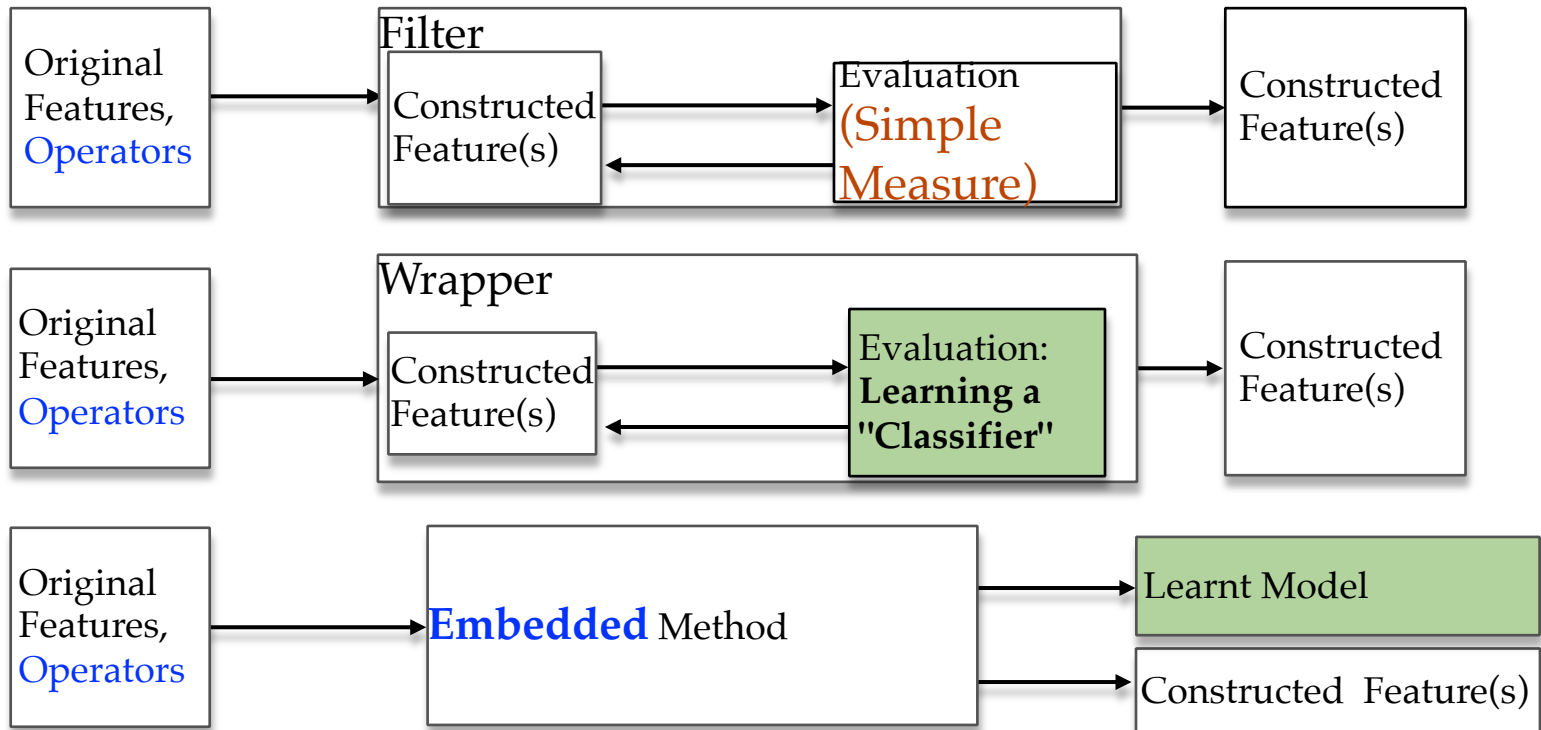 Original
Features,
Operators
Filter
Constructed
Feature(s)
Evaluation
(Simple
Measure)
Constructed
Feature(s)
Original
Features,
Operators
Wrapper
Constructed
Feature(s)
Evaluation:
Learning a
"Classifier"
Constructed
Feature(s)
Original
Features,
Operators
Embedded Method
Learnt Model
Constructed Feature(s)